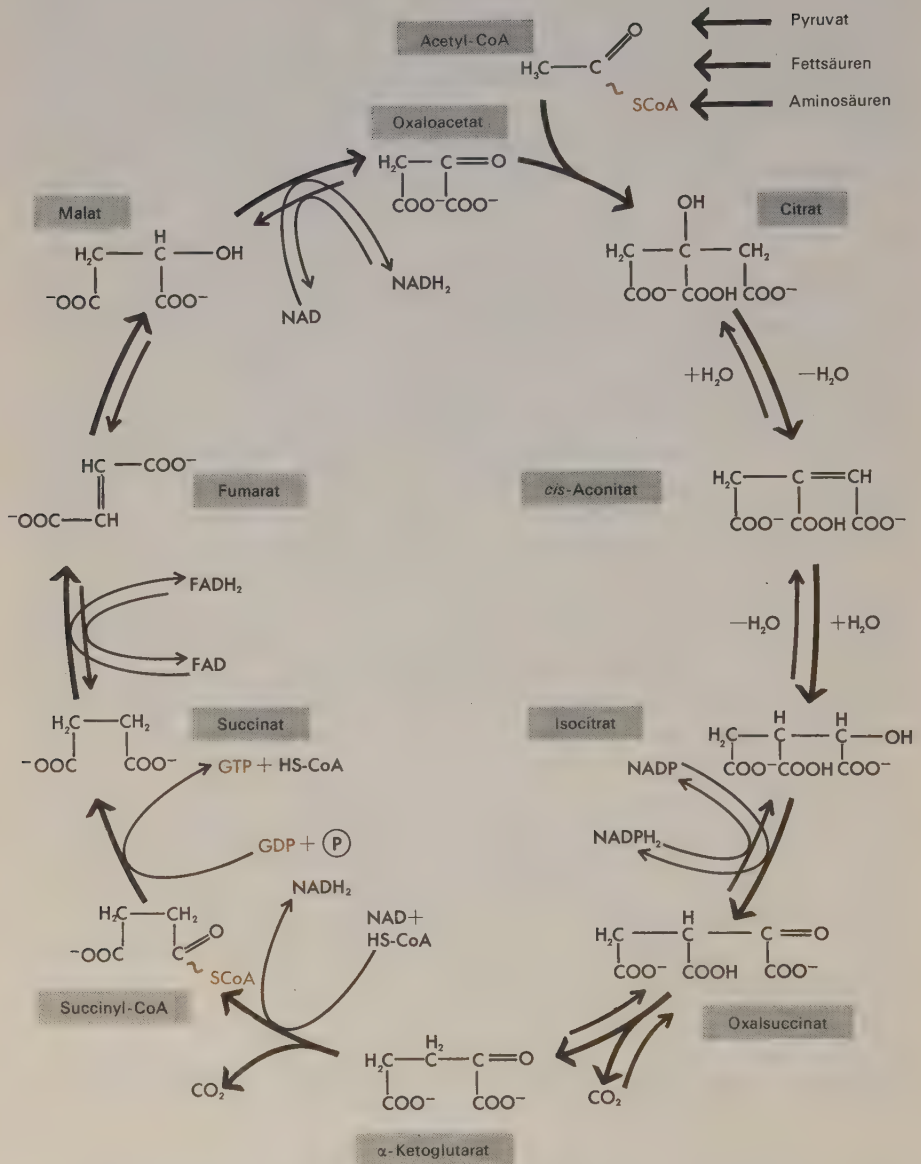 Acetyl-CoA
H₃C — C =O
~ SCoA
Pyruvat
Fettsäuren
Aminosäuren
Oxaloacetat
H₂C — C =O
COO⁻ COO⁻
Citrat
OH
H₂C — C — CH₂
COO⁻ COOH COO⁻
+H₂O −H₂O
cis-Aconitat
H₂C — C = CH
COO⁻ COOH COO⁻
−H₂O +H₂O
Isocitrat
H H
H₂C — C — C — OH
COO⁻ COOH COO⁻
NADP
NADPH₂
H
H₂C — C — C =O
COO⁻ COOH COO⁻
Oxalsuccinat
CO₂
H₂
H₂C — C — C =O
COO⁻ COO⁻
α-Ketoglutarat
NAD+
HS-CoA
NADH₂
CO₂
Succinyl-CoA
H₂C — CH₂
⁻OOC C =O
~ SCoA
GDP + P
GTP + HS-CoA
Succinat
H₂C — CH₂
⁻OOC COO⁻
FAD
FADH₂
Fumarat
HC — COO⁻
⁻OOC — CH
Malat
H
H₂C — C — OH
⁻OOC COO⁻
NAD
NADH₂